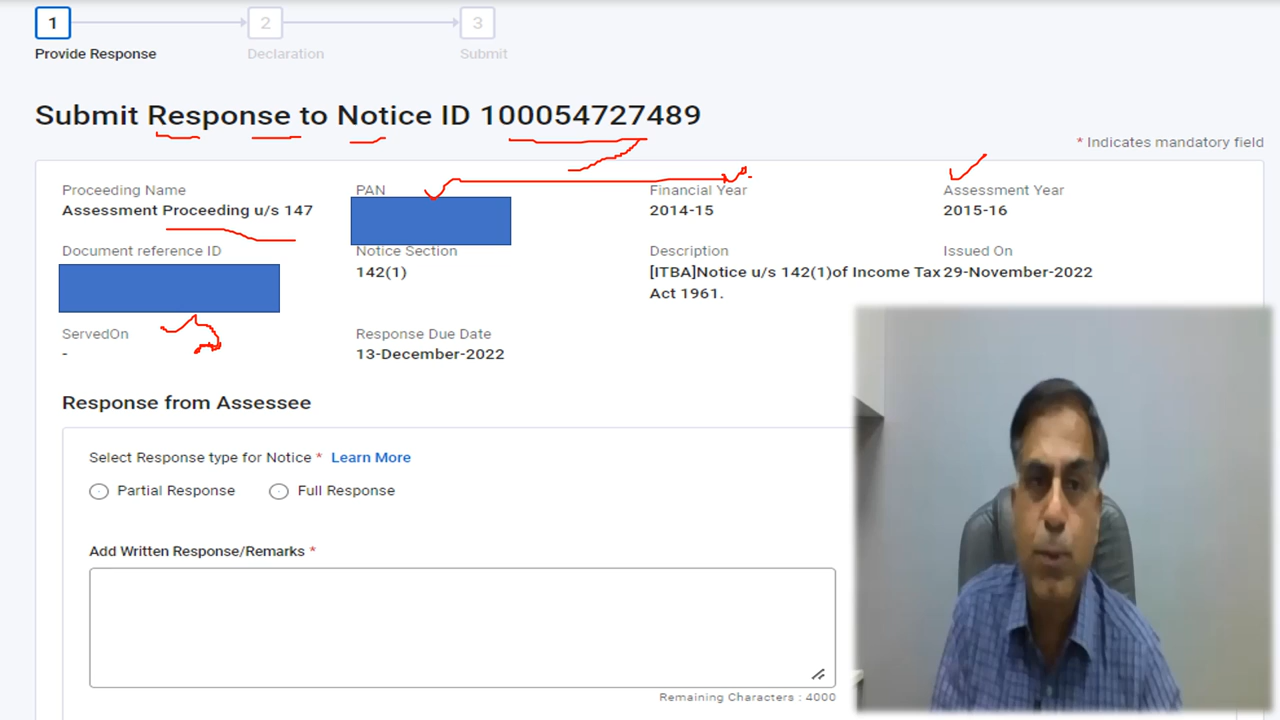 1
2
3
Provide Response
Declaration
Submit
Submit Response to Notice ID 100054727489
* Indicates mandatory field
Proceeding Name
PAN
Financial Year
Assessment Year
Assessment Proceeding u/s 147
2014-15
2015-16
Document reference ID
Notice Section
Description
Issued On
142(1)
[ITBA]Notice u/s 142(1)of Income Tax
29-November-2022
Act 1961.
ServedOn
Response Due Date
-
13-December-2022
Response from Assessee
Select Response type for Notice * Learn More
Partial Response
Full Response
Add Written Response/Remarks *
Remaining Characters : 4000